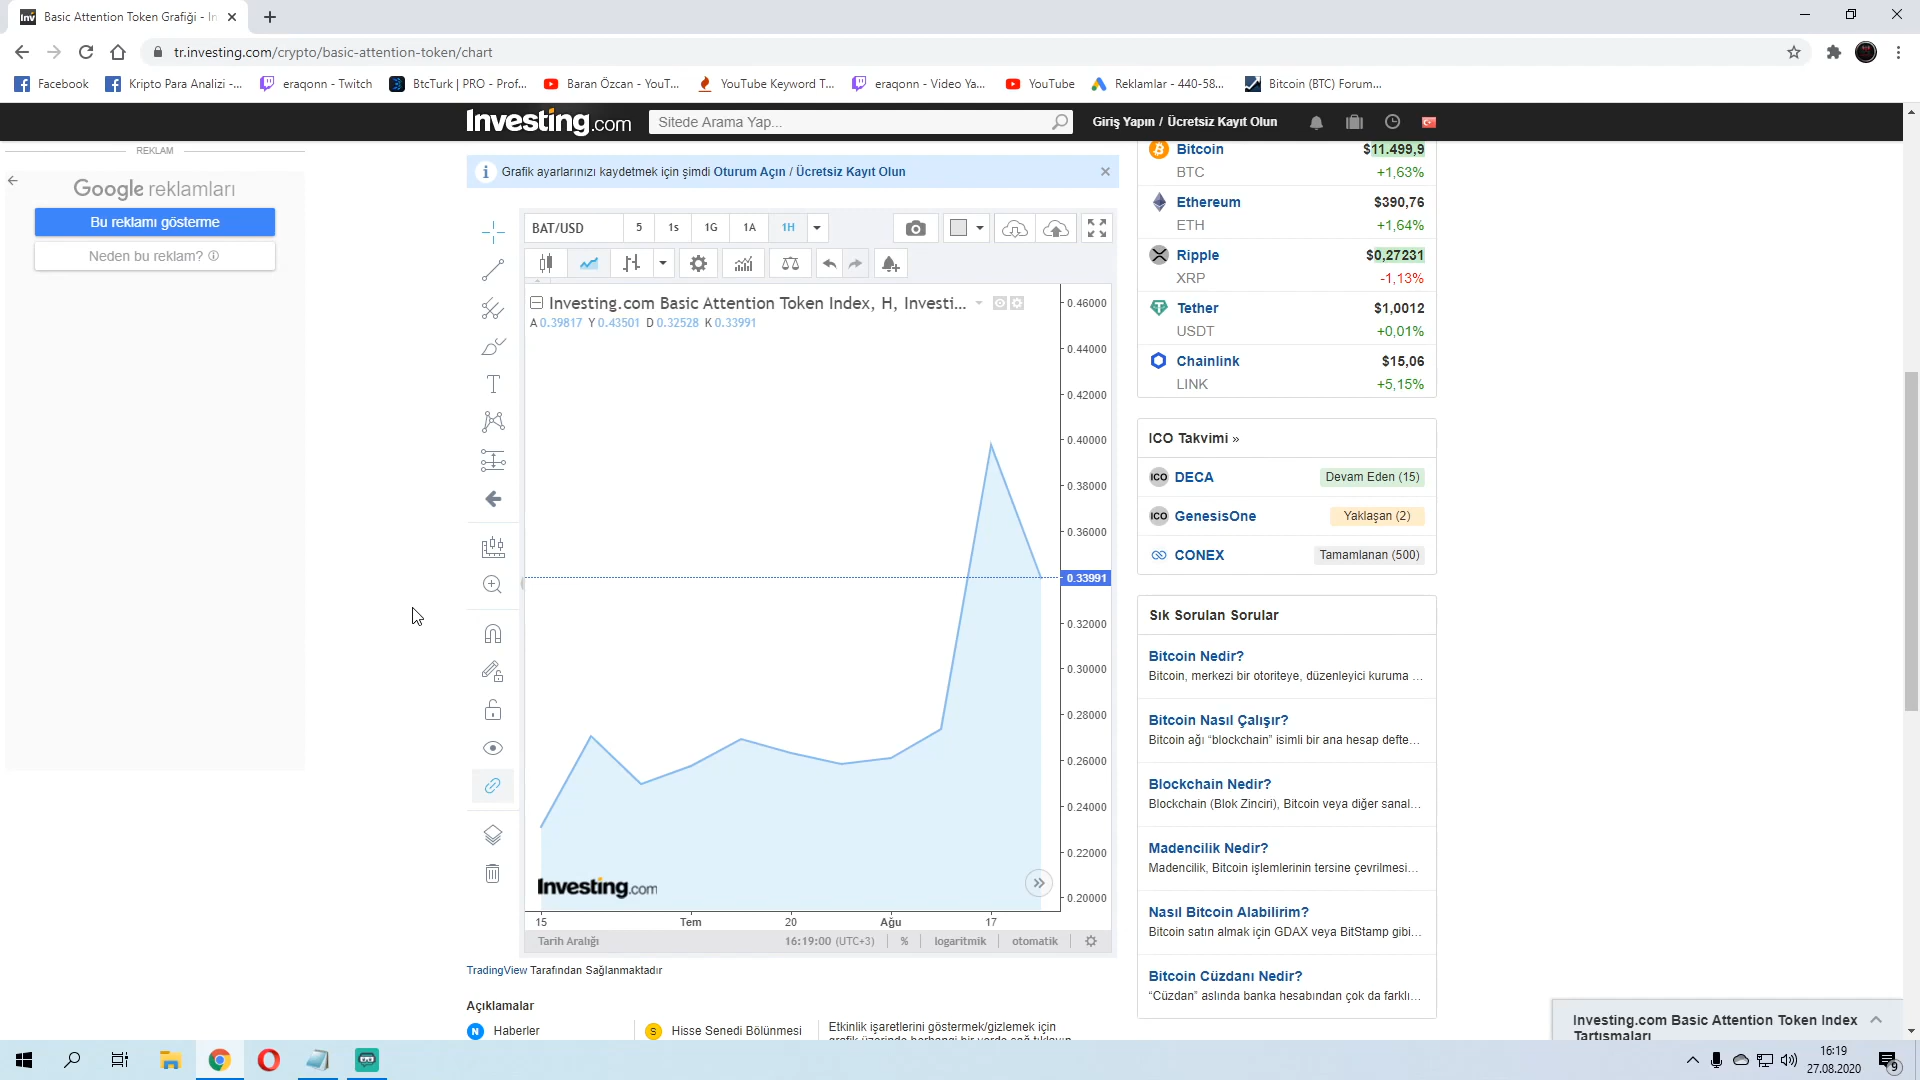 Basic Attention Token Grafiği - In
tr.investing.com/crypto/basic-attention-token/chart
Facebook
Kripto Para Analizi -...
eraqonn - Twitch
BtcTurk | PRO - Prof...
Baran Özcan - YouT...
YouTube Keyword T...
eraqonn - Video Ya...
YouTube
Reklamlar - 440-58...
Bitcoin (BTC) Forum...
Investing.com
Sitede Arama Yap...
Giriş Yapın / Ücretsiz Kayıt Olun
REKLAM
Google reklamları
Bu reklamı gösterme
Neden bu reklam?
Grafik ayarlarınızı kaydetmek için şimdi Oturum Açın / Ücretsiz Kayıt Olun
BAT/USD 5 1s 1G 1A 1H
Investing.com Basic Attention Token Index, H, Investi...
A 0.39817 Y 0.43501 D 0.32528 K 0.33991
0.46000
0.44000
0.42000
0.40000
0.38000
0.36000
0.33991
0.32000
0.30000
0.28000
0.26000
0.24000
0.22000
0.20000
Investing.com
15 Tem 20 Ağu 17
Tarih Aralığı 16:19:00 (UTC+3) % logaritmik otomatik
TradingView Tarafından Sağlanmaktadır
Açıklamalar
N Haberler
S Hisse Senedi Bölünmesi
Etkinlik işaretlerini göstermek/gizlemek için
grafik üzerinde herhangi bir yerde sağ tıklayın
Bitcoin $11.499,9
BTC +1,63%
Ethereum $390,76
ETH +1,64%
Ripple $0,27231
XRP -1,13%
Tether $1,0012
USDT +0,01%
Chainlink $15,06
LINK +5,15%
ICO Takvimi »
ICO DECA Devam Eden (15)
ICO GenesisOne Yaklaşan (2)
CONEX Tamamlanan (500)
Sık Sorulan Sorular
Bitcoin Nedir?
Bitcoin, merkezi bir otoriteye, düzenleyici kuruma ...
Bitcoin Nasıl Çalışır?
Bitcoin ağı “blockchain” isimli bir ana hesap defte...
Blockchain Nedir?
Blockchain (Blok Zinciri), Bitcoin veya diğer sanal...
Madencilik Nedir?
Madencilik, Bitcoin işlemlerinin tersine çevrilmesi...
Nasıl Bitcoin Alabilirim?
Bitcoin satın almak için GDAX veya BitStamp gibi...
Bitcoin Cüzdanı Nedir?
“Cüzdan” aslında banka hesabından çok da farklı...
Investing.com Basic Attention Token Index
Tartışmaları
16:19
27.08.2020
9